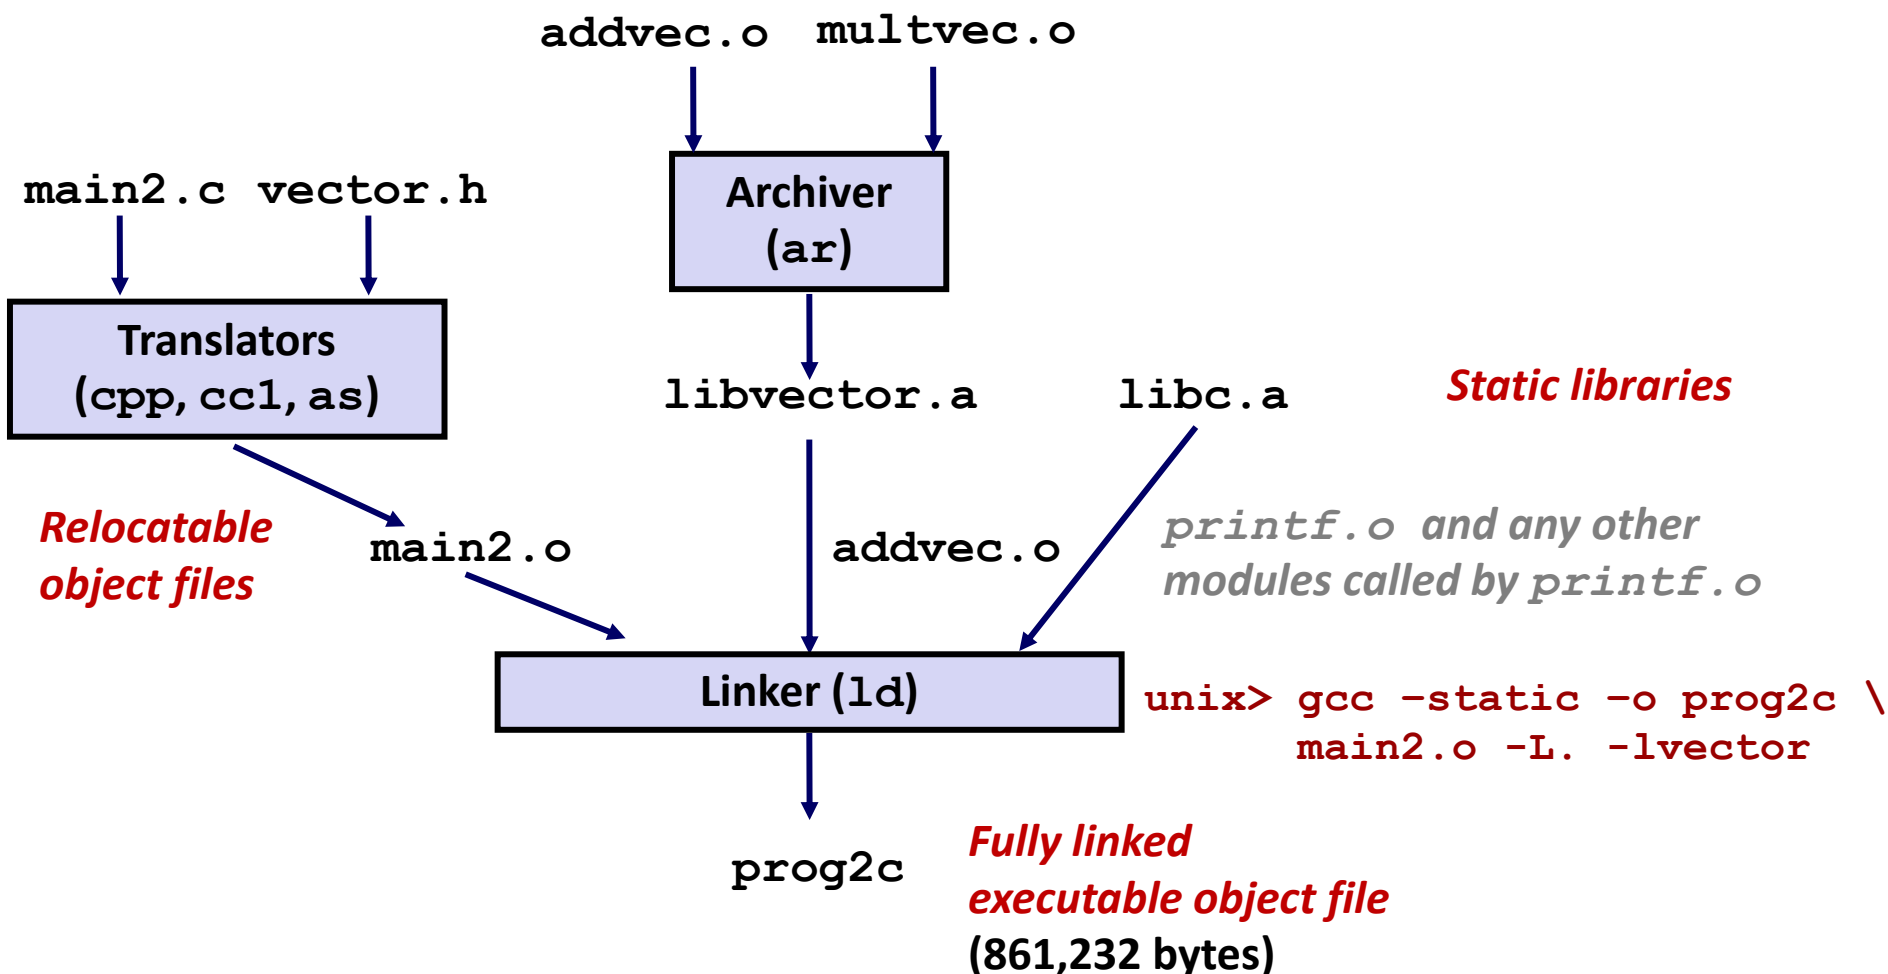 addvec.o multvec.o
main2.c vector.h
Archiver
(ar)
Translators
(cpp, cc1, as)
libvector.a
libc.a
Static libraries
Relocatable
object files
main2.o
addvec.o
printf.o and any other
modules called by printf.o
Linker (ld)
unix> gcc –static –o prog2c \
main2.o -L. -lvector
prog2c
Fully linked
executable object file
(861,232 bytes)